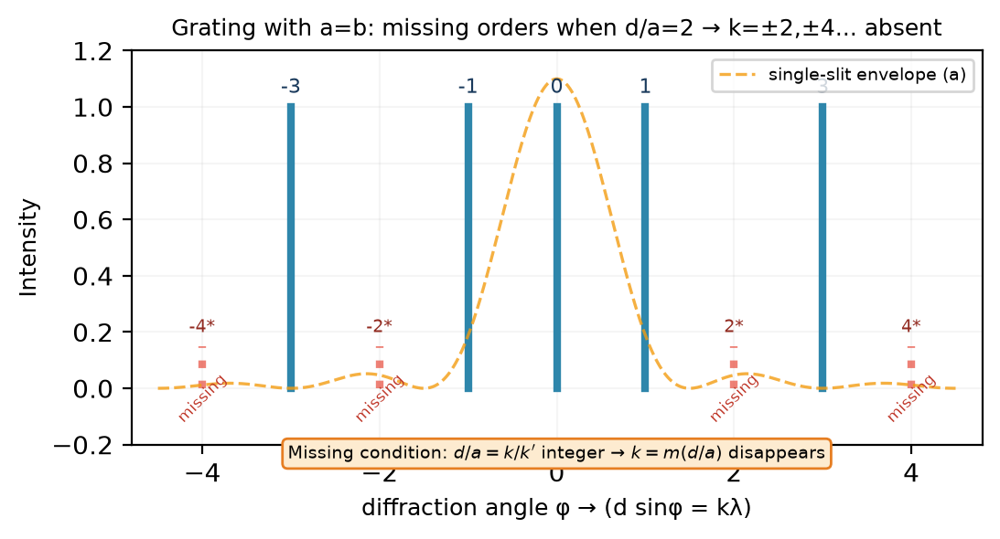 Grating with a=b: missing orders when d/a=2 → k=±2,±4... absent
single-slit envelope (a)
-3
-1
0
1
3
1.2
1.0
0.8
0.6
0.4
0.2
0.0
−0.2
Intensity
-4*
-2*
2*
4*
missing
missing
missing
missing
Missing condition: d/a = k/k′ integer → k = m(d/a) disappears
−4
−2
0
2
4
diffraction angle φ → (d sinφ = kλ)